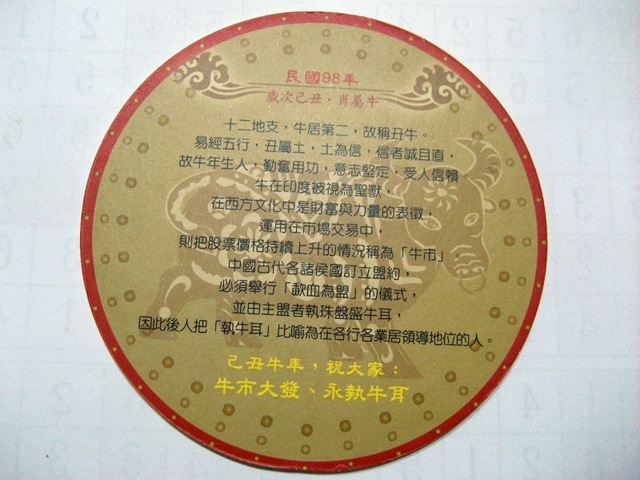 民國98年
歲次己丑，肖屬牛
十二地支，牛居第二，故稱丑牛。
易經五行，丑屬土，土為信，信者誠且直，
故牛年生人，勤奮用功，意志堅定，受人信賴。
牛在印度被視為聖獸，
在西方文化中是財富與力量的表徵，
運用在市場交易中，
則把股票價格持續上升的情況稱為「牛市」。
中國古代各諸侯國訂立盟約，
必須舉行「歃血為盟」的儀式，
並由主盟者執珠盤盛牛耳，
因此後人把「執牛耳」比喻為在各行各業居領導地位的人。
己丑牛年，祝大家：
牛市大發、永執牛耳